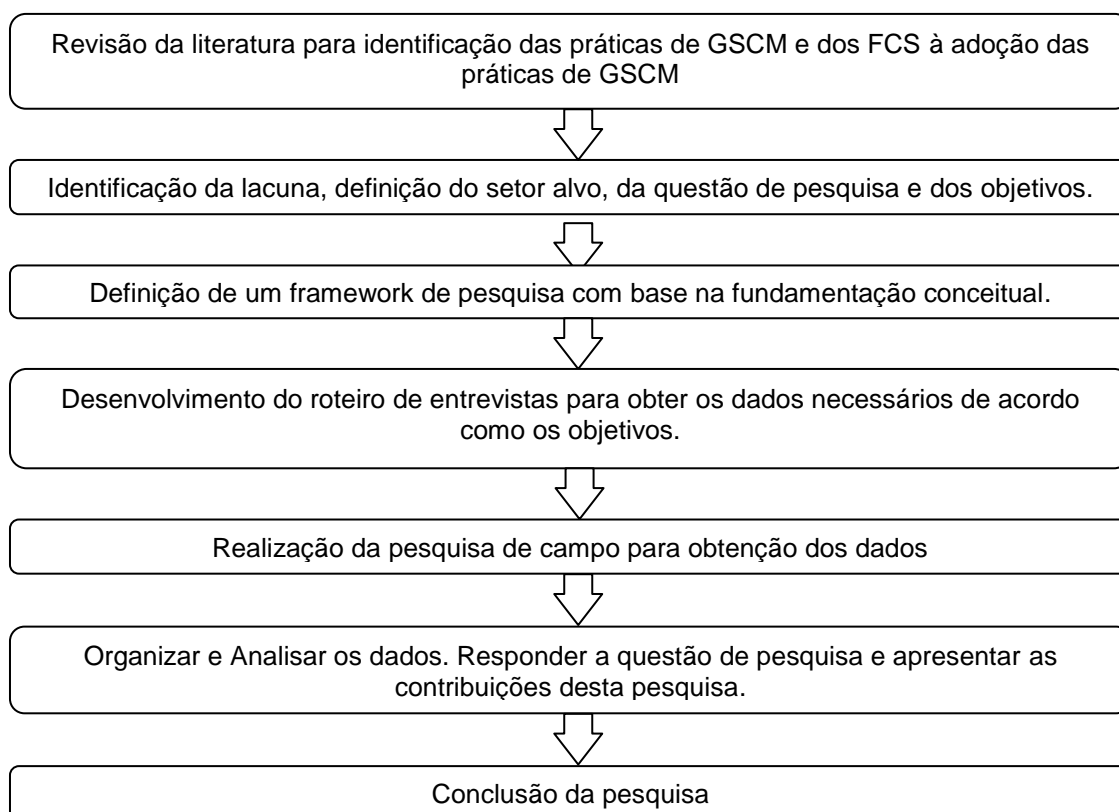 Revisão da literatura para identificação das práticas de GSCM e dos FCS à adoção das
práticas de GSCM
Identificação da lacuna, definição do setor alvo, da questão de pesquisa e dos objetivos.
Definição de um framework de pesquisa com base na fundamentação conceitual.
Desenvolvimento do roteiro de entrevistas para obter os dados necessários de acordo
como os objetivos.
Realização da pesquisa de campo para obtenção dos dados
Organizar e Analisar os dados. Responder a questão de pesquisa e apresentar as
contribuições desta pesquisa.
Conclusão da pesquisa